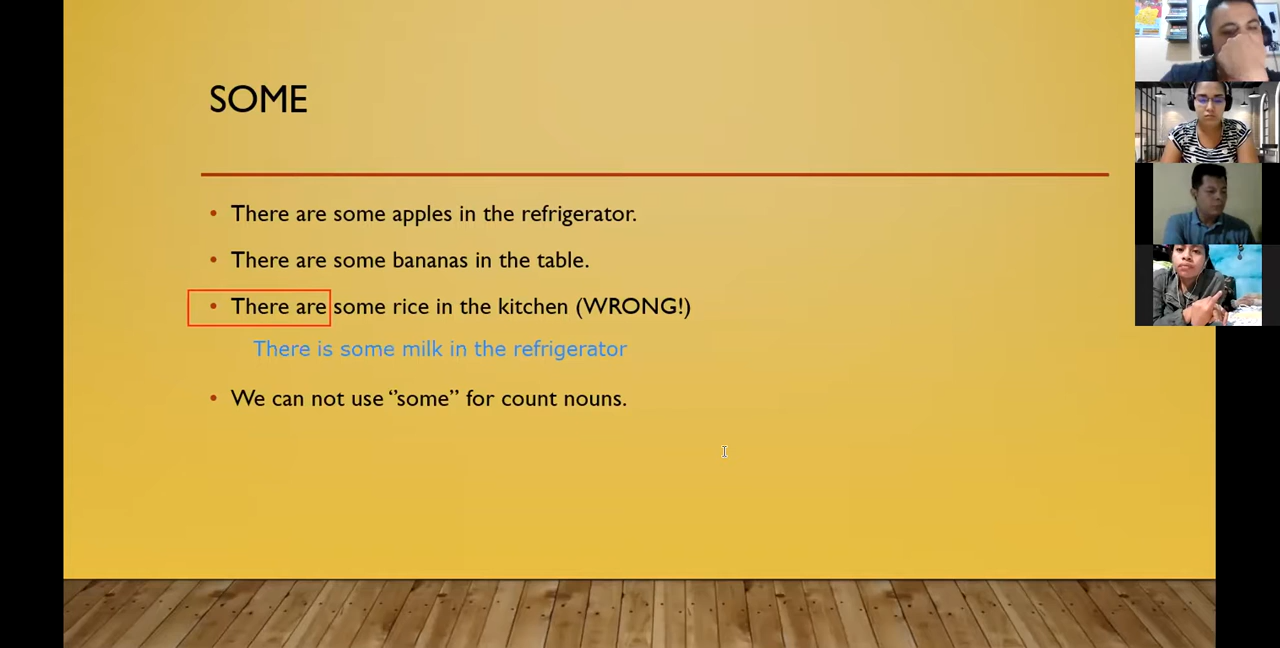 SOME
There are some apples in the refrigerator.
There are some bananas in the table.
There are some rice in the kitchen (WRONG!)
There is some milk in the refrigerator
We can not use ‘’some’’ for count nouns.